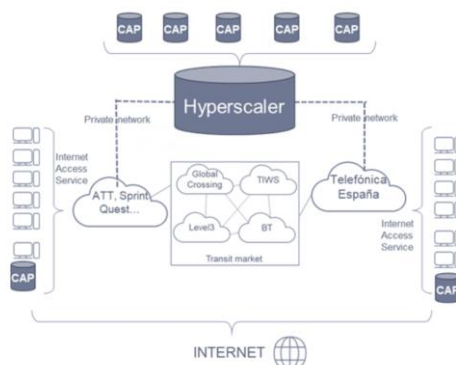 CAP
CAP
CAP
CAP
CAP
Hyperscaler
Private network
Private network
Internet
Access
Service
ATT, Sprint
Quest...
Global
Crossing
TIWS
Level3
BT
Transit market
Telefónica
España
Internet
Access
Service
CAP
CAP
INTERNET